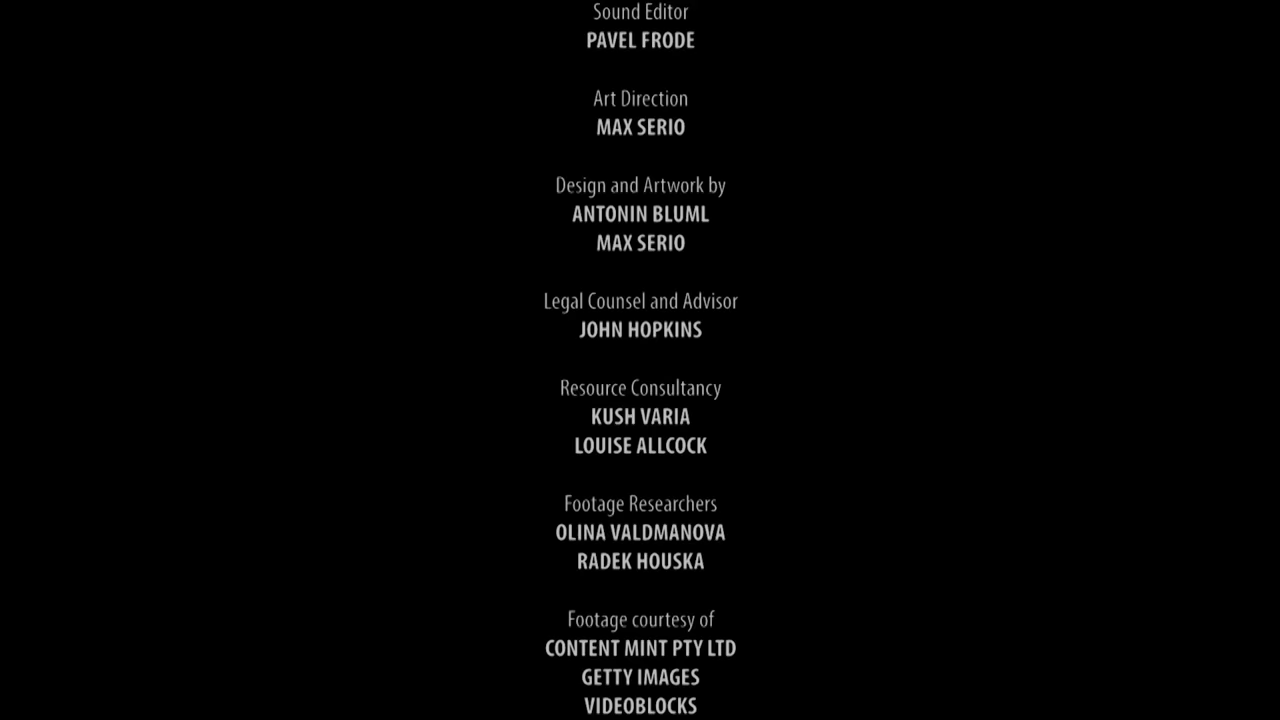 Sound Editor
PAVEL FRODE
Art Direction
MAX SERIO
Design and Artwork by
ANTONIN BLUML
MAX SERIO
Legal Counsel and Advisor
JOHN HOPKINS
Resource Consultancy
KUSH VARIA
LOUISE ALLCOCK
Footage Researchers
OLINA VALDMANOVA
RADEK HOUSKA
Footage courtesy of
CONTENT MINT PTY LTD
GETTY IMAGES
VIDEOBLOCKS